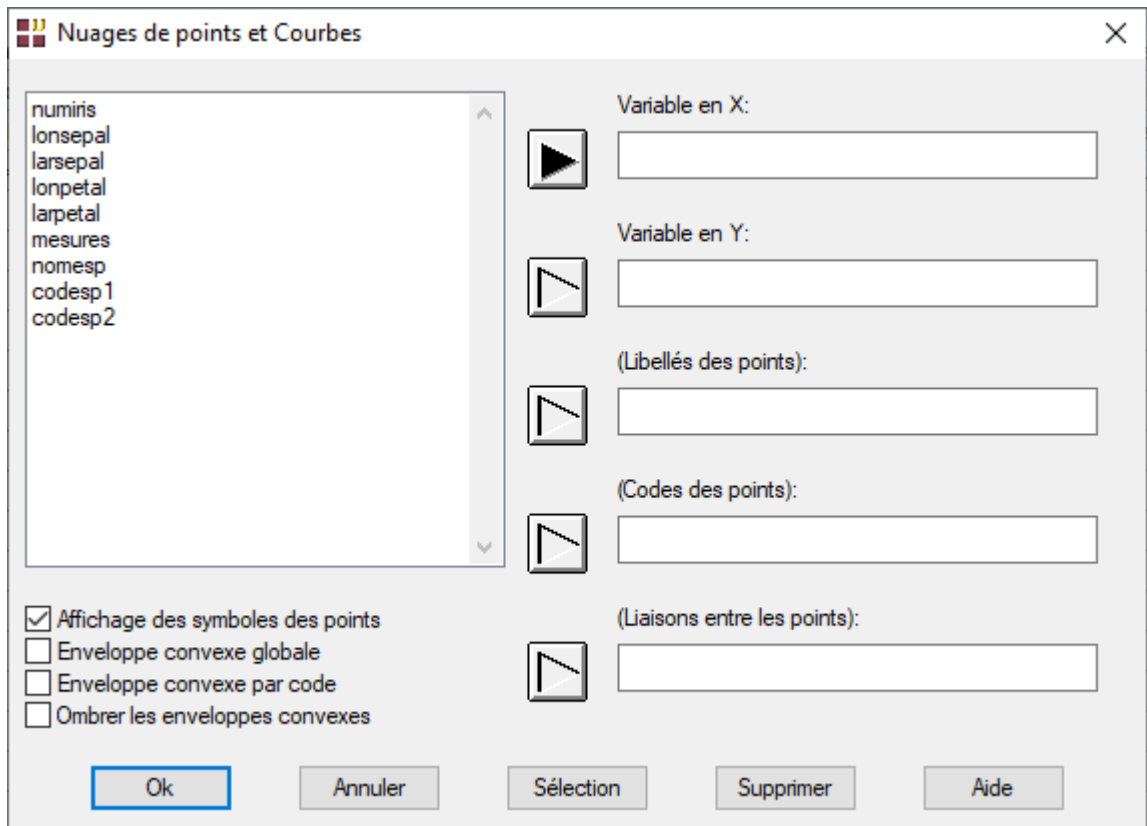 Nuages de points et Courbes
numiris
lonsepal
larsepal
lonpetal
larpetal
mesures
nomesp
codesp1
codesp2
Variable en X:
Variable en Y:
(Libellés des points):
(Codes des points):
(Liaisons entre les points):
Affichage des symboles des points
Enveloppe convexe globale
Enveloppe convexe par code
Ombrer les enveloppes convexes
Ok Annuler Sélection Supprimer Aide